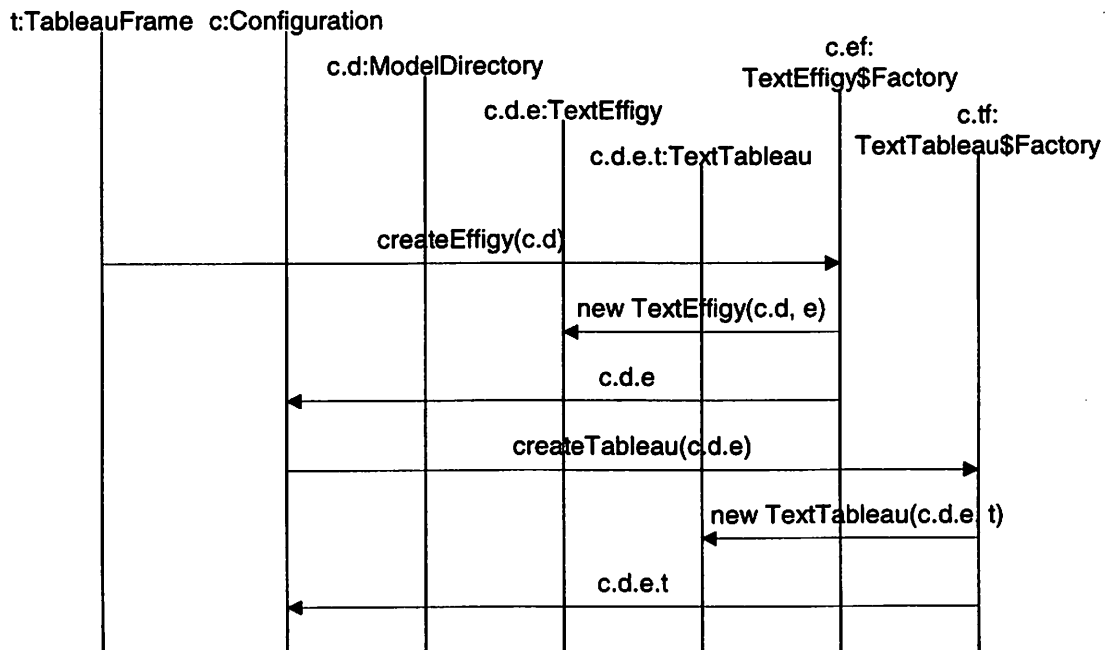 t:TableauFrame c:Configuration
c.d:ModelDirectory
c.ef:
TextEffigy$Factory
c.d.e:TextEffigy
c.tf:
TextTableau$Factory
c.d.e.t:TextTableau
createEffigy(c.d)
new TextEffigy(c.d, e)
c.d.e
createTableau(c.d.e)
new TextTableau(c.d.e, t)
c.d.e.t